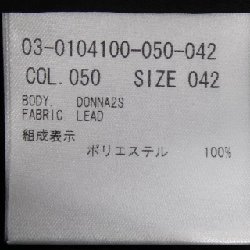 03-0104100-050-042
COL.050 SIZE 042
BODY. DONNA2S
FABRIC LEAD
組成表示
ポリエステル 100%